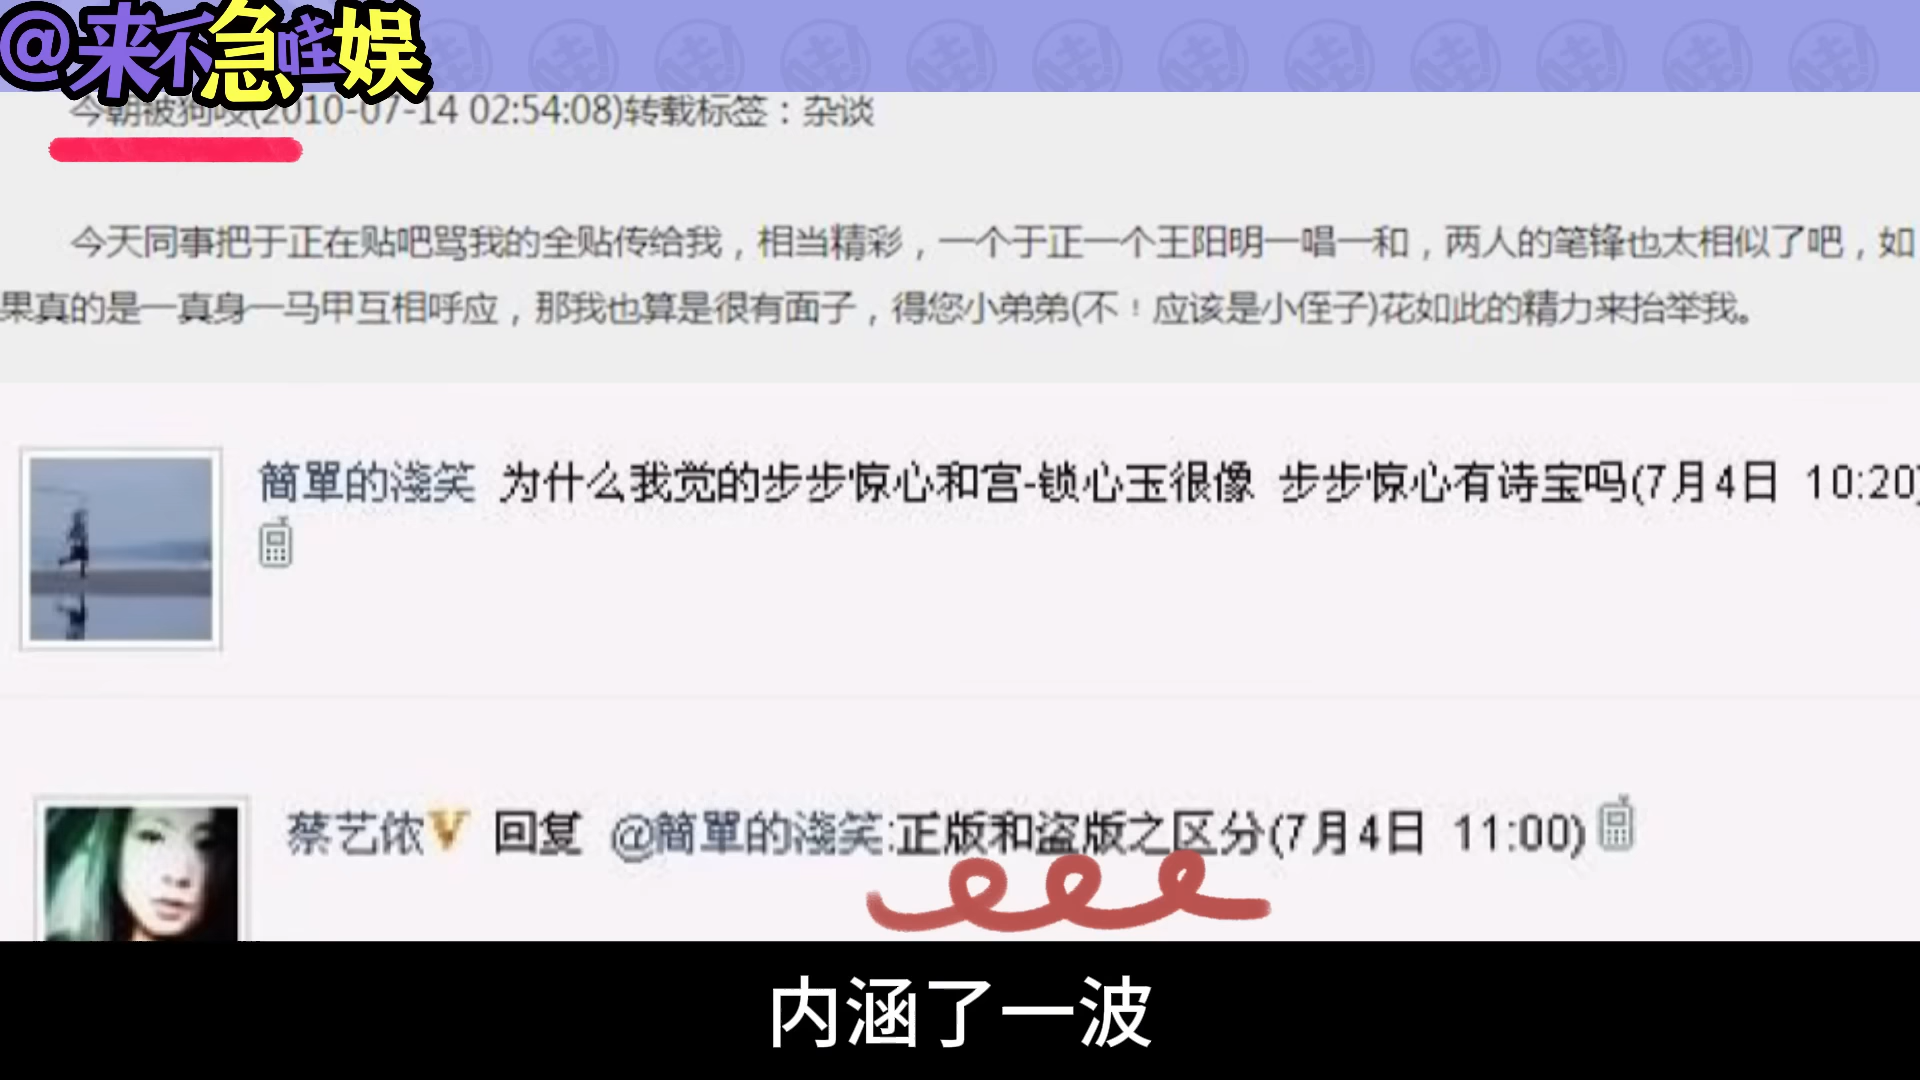 @来不急哇娱
今朝被狗咬(2010-07-14 02:54:08)转载标签：杂谈
今天同事把于正在贴吧骂我的全贴传给我，相当精彩，一个于正一个王阳明一唱一和，两人的笔锋也太相似了吧，如
果真的是一真身一马甲互相呼应，那我也算是很有面子，得您小弟弟(不！应该是小侄子)花如此的精力来抬举我。
簡單的淺笑 为什么我觉的步步惊心和宫-锁心玉很像 步步惊心有诗宝吗(7月4日 10:20)
蔡艺侬V 回复 @簡單的淺笑:正版和盗版之区分(7月4日 11:00)
内涵了一波